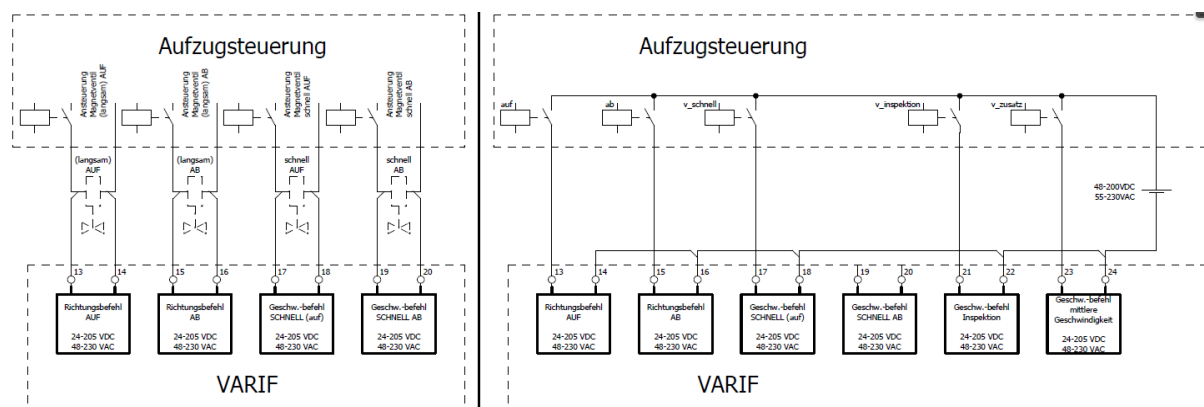 Aufzugsteuerung
Ansteuerung
Magnetventil
(langsam) AUF
Ansteuerung
Magnetventil
(langsam) AB
Ansteuerung
Magnetventil
schnell AUF
Ansteuerung
Magnetventil
schnell AB
(langsam)
AUF
(langsam)
AB
schnell
AUF
schnell
AB
13 14 15 16 17 18 19 20
Richtungsbefehl
AUF
24-205 VDC
48-230 VAC
Richtungsbefehl
AB
24-205 VDC
48-230 VAC
Geschw.-befehl
SCHNELL (auf)
24-205 VDC
48-230 VAC
Geschw.-befehl
SCHNELL AB
24-205 VDC
48-230 VAC
VARIF
Aufzugsteuerung
auf ab v_schnell v_inspektion v_zusatz
48-200VDC
55-230VAC
13 14 15 16 17 18 19 20 21 22 23 24
Richtungsbefehl
AUF
24-205 VDC
48-230 VAC
Richtungsbefehl
AB
24-205 VDC
48-230 VAC
Geschw.-befehl
SCHNELL (auf)
24-205 VDC
48-230 VAC
Geschw.-befehl
SCHNELL AB
24-205 VDC
48-230 VAC
Geschw.-befehl
Inspektion
24-205 VDC
48-230 VAC
Geschw.-befehl
mittlere
Geschwindigkeit
24-205 VDC
48-230 VAC
VARIF